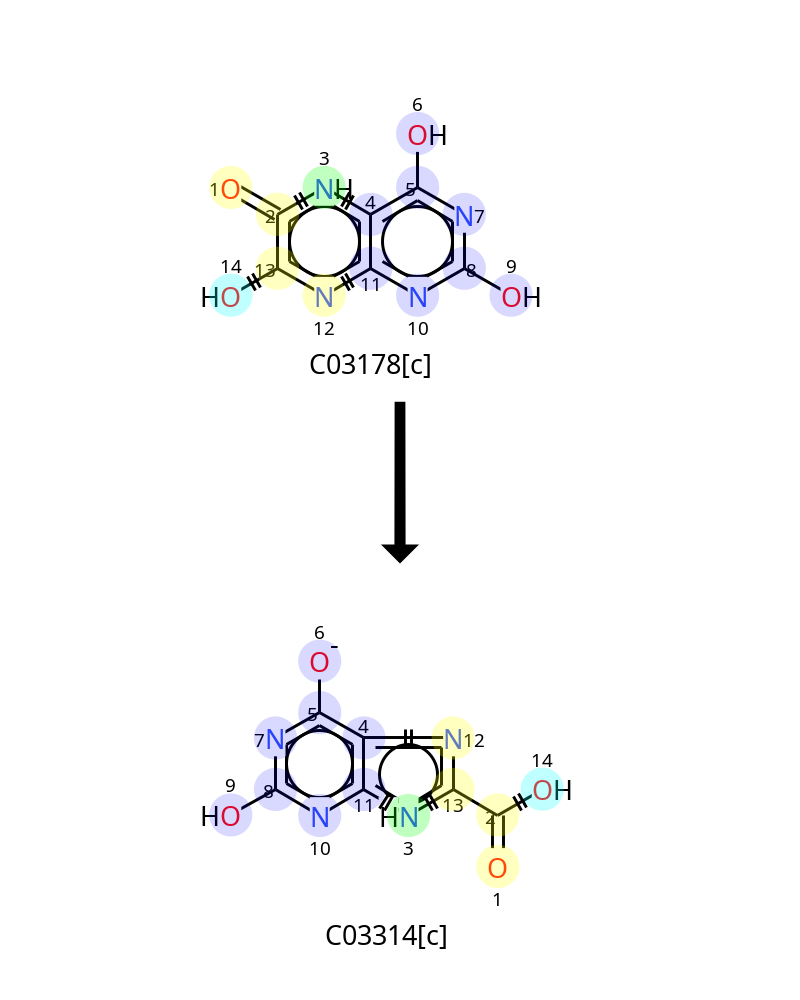 6
OH
3
1 O NH 4 5
2 N 7
14 13 8 9
HO N 11 N OH
12 10
C03178[c]
6
O-
5 4
7 N N 12
9 8 11 13 14
HO N HN 2 OH
10 3
O
1
C03314[c]